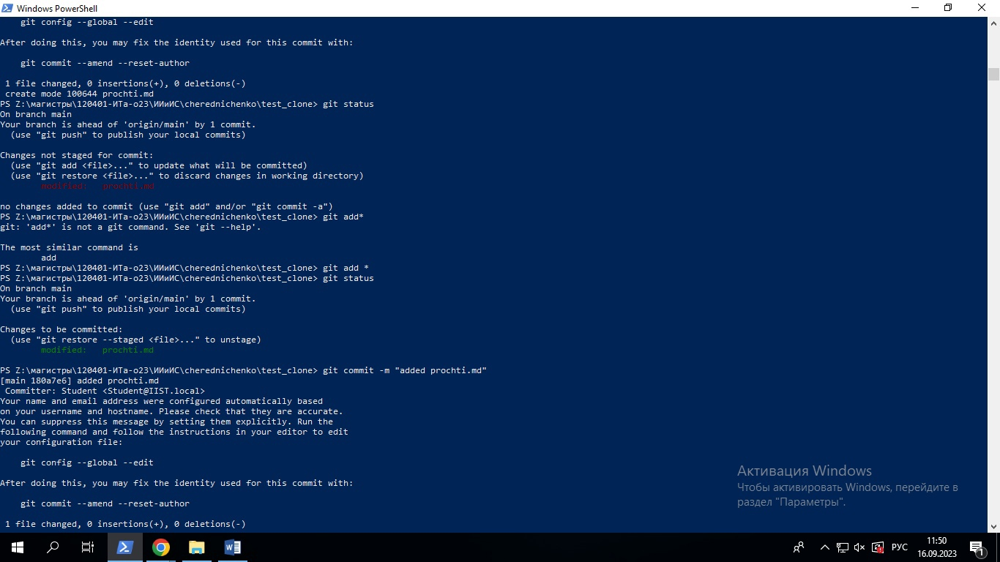 Windows PowerShell
git config --global --edit
After doing this, you may fix the identity used for this commit with:
git commit --amend --reset-author
1 file changed, 0 insertions(+), 0 deletions(-)
create mode 100644 prochti.md
PS Z:\магистры\120401-ИТа-о23\ИИиИС\cherednichenko\test_clone> git status
On branch main
Your branch is ahead of 'origin/main' by 1 commit.
(use "git push" to publish your local commits)
Changes not staged for commit:
(use "git add <file>..." to update what will be committed)
(use "git restore <file>..." to discard changes in working directory)
modified:   prochti.md
no changes added to commit (use "git add" and/or "git commit -a")
PS Z:\магистры\120401-ИТа-о23\ИИиИС\cherednichenko\test_clone> git add*
git: 'add*' is not a git command. See 'git --help'.
The most similar command is
add
PS Z:\магистры\120401-ИТа-о23\ИИиИС\cherednichenko\test_clone> git add *
PS Z:\магистры\120401-ИТа-о23\ИИиИС\cherednichenko\test_clone> git status
On branch main
Your branch is ahead of 'origin/main' by 1 commit.
(use "git push" to publish your local commits)
Changes to be committed:
(use "git restore --staged <file>..." to unstage)
modified:   prochti.md
PS Z:\магистры\120401-ИТа-о23\ИИиИС\cherednichenko\test_clone> git commit -m "added prochti.md"
[main 180a7e6] added prochti.md
Committer: Student <Student@IIST.local>
Your name and email address were configured automatically based
on your username and hostname. Please check that they are accurate.
You can suppress this message by setting them explicitly. Run the
following command and follow the instructions in your editor to edit
your configuration file:
git config --global --edit
After doing this, you may fix the identity used for this commit with:
git commit --amend --reset-author
1 file changed, 0 insertions(+), 0 deletions(-)
Активация Windows
Чтобы активировать Windows, перейдите в
раздел "Параметры".
РУС
11:50
16.09.2023
1